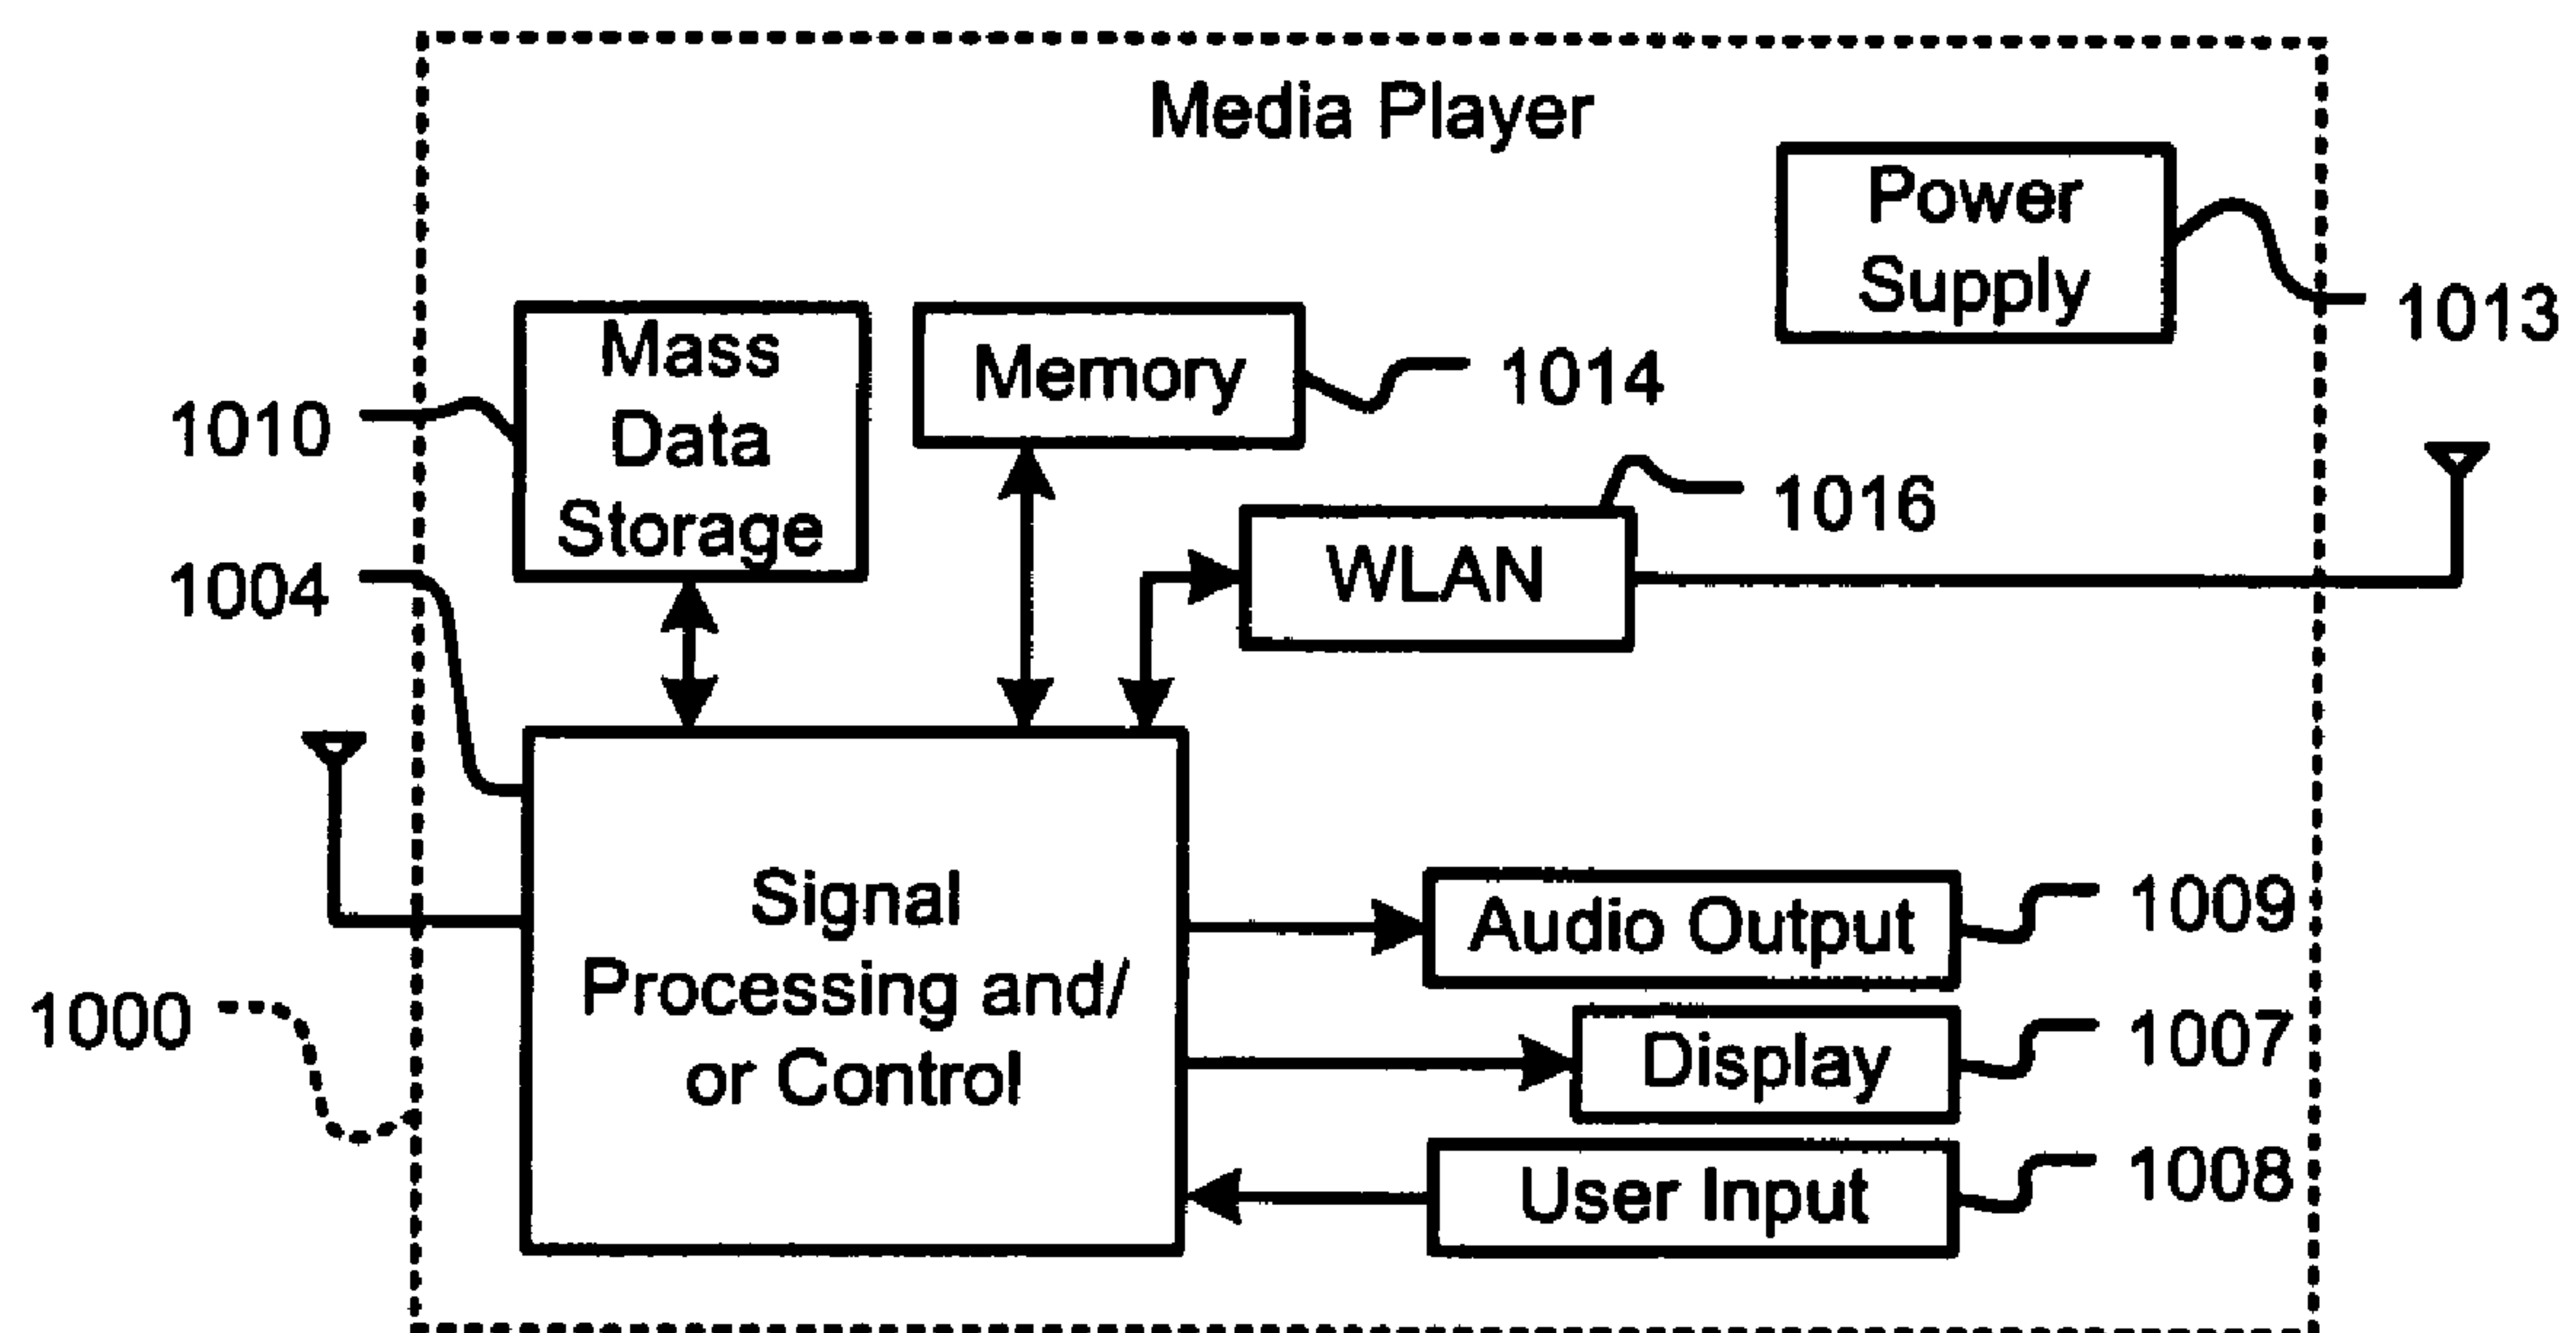 Media Player
Power
Supply
1013
Mass
Data
Storage
1010
Memory
1014
1016
WLAN
1004
Signal
Processing and/
or Control
Audio Output
1009
1000
Display
1007
User Input
1008